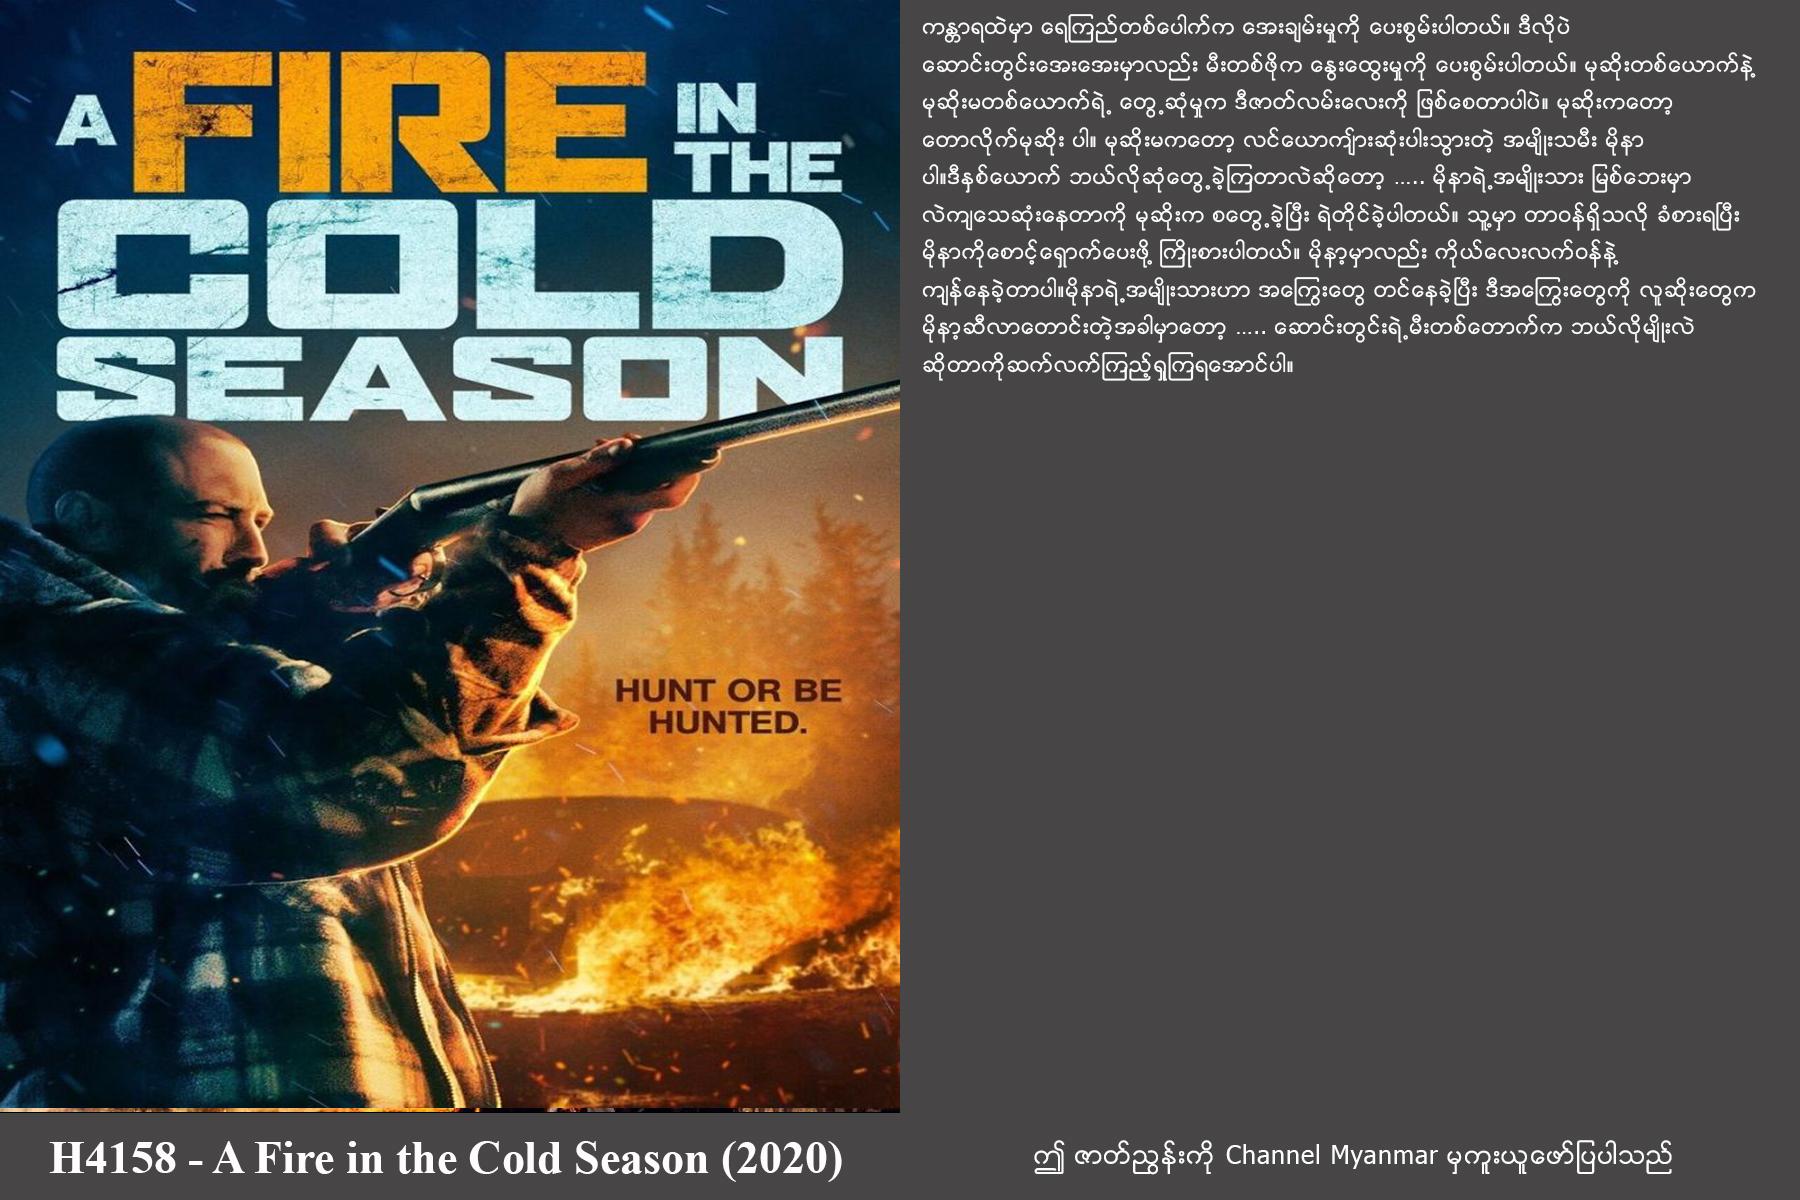 A FIRE IN THE
COLD
SEASON
HUNT OR BE
HUNTED.
ကန္တာရထဲမှာ ရေကြည်တစ်ပေါက်က အေးချမ်းမှုကို ပေးစွမ်းပါတယ်။ ဒီလိုပဲ
ဆောင်းတွင်းအေးအေးမှာလည်း မီးတစ်ဖိုက နွေးထွေးမှုကို ပေးစွမ်းပါတယ်။ မုဆိုးတစ်ယောက်နဲ့
မုဆိုးမတစ်ယောက်ရဲ့ တွေ့ဆုံမှုက ဒီဇာတ်လမ်းလေးကို ဖြစ်စေတာပါပဲ။ မုဆိုးကတော့
တောလိုက်မုဆိုး ပါ။ မုဆိုးမကတော့ လင်ယောက်ျားဆုံးပါးသွားတဲ့ အမျိုးသမီး မိုနာ
ပါ။ဒီနှစ်ယောက် ဘယ်လိုဆုံတွေ့ခဲ့ကြတာလဲဆိုတော့ ….. မိုနာရဲ့အမျိုးသား မြစ်ဘေးမှာ
လဲကျသေဆုံးနေတာကို မုဆိုးက စတွေ့ခဲ့ပြီး ရဲတိုင်ခဲ့ပါတယ်။ သူ့မှာ တာဝန်ရှိသလို ခံစားရပြီး
မိုနာကိုစောင့်ရှောက်ပေးဖို့ ကြိုးစားပါတယ်။ မိုနာ့မှာလည်း ကိုယ်လေးလက်ဝန်နဲ့
ကျန်နေခဲ့တာပါ။မိုနာရဲ့အမျိုးသားဟာ အကြွေးတွေ တင်နေခဲ့ပြီး ဒီအကြွေးတွေကို လူဆိုးတွေက
မိုနာ့ဆီလာတောင်းတဲ့အခါမှာတော့ ….. ဆောင်းတွင်းရဲ့မီးတစ်တောက်က ဘယ်လိုမျိုးလဲ
ဆိုတာကိုဆက်လက်ကြည့်ရှုကြရအောင်ပါ။
H4158 - A Fire in the Cold Season (2020)
ဤ ဇာတ်ညွှန်းကို Channel Myanmar မှကူးယူဖော်ပြပါသည်